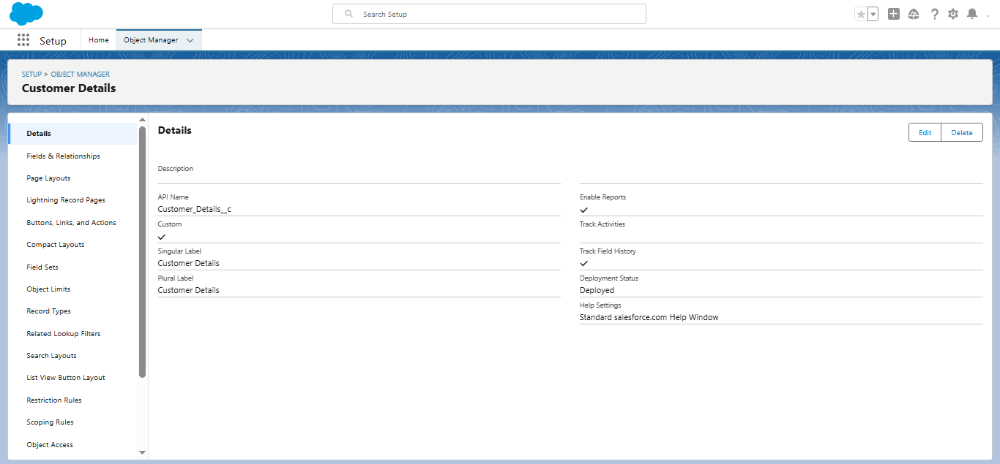 Search Setup
Setup
Home
Object Manager
SETUP > OBJECT MANAGER
Customer Details
Details
Fields & Relationships
Page Layouts
Lightning Record Pages
Buttons, Links, and Actions
Compact Layouts
Field Sets
Object Limits
Record Types
Related Lookup Filters
Search Layouts
List View Button Layout
Restriction Rules
Scoping Rules
Object Access
Details
Edit
Delete
Description
API Name
Customer_Details__c
Custom
Singular Label
Customer Details
Plural Label
Customer Details
Enable Reports
Track Activities
Track Field History
Deployment Status
Deployed
Help Settings
Standard salesforce.com Help Window